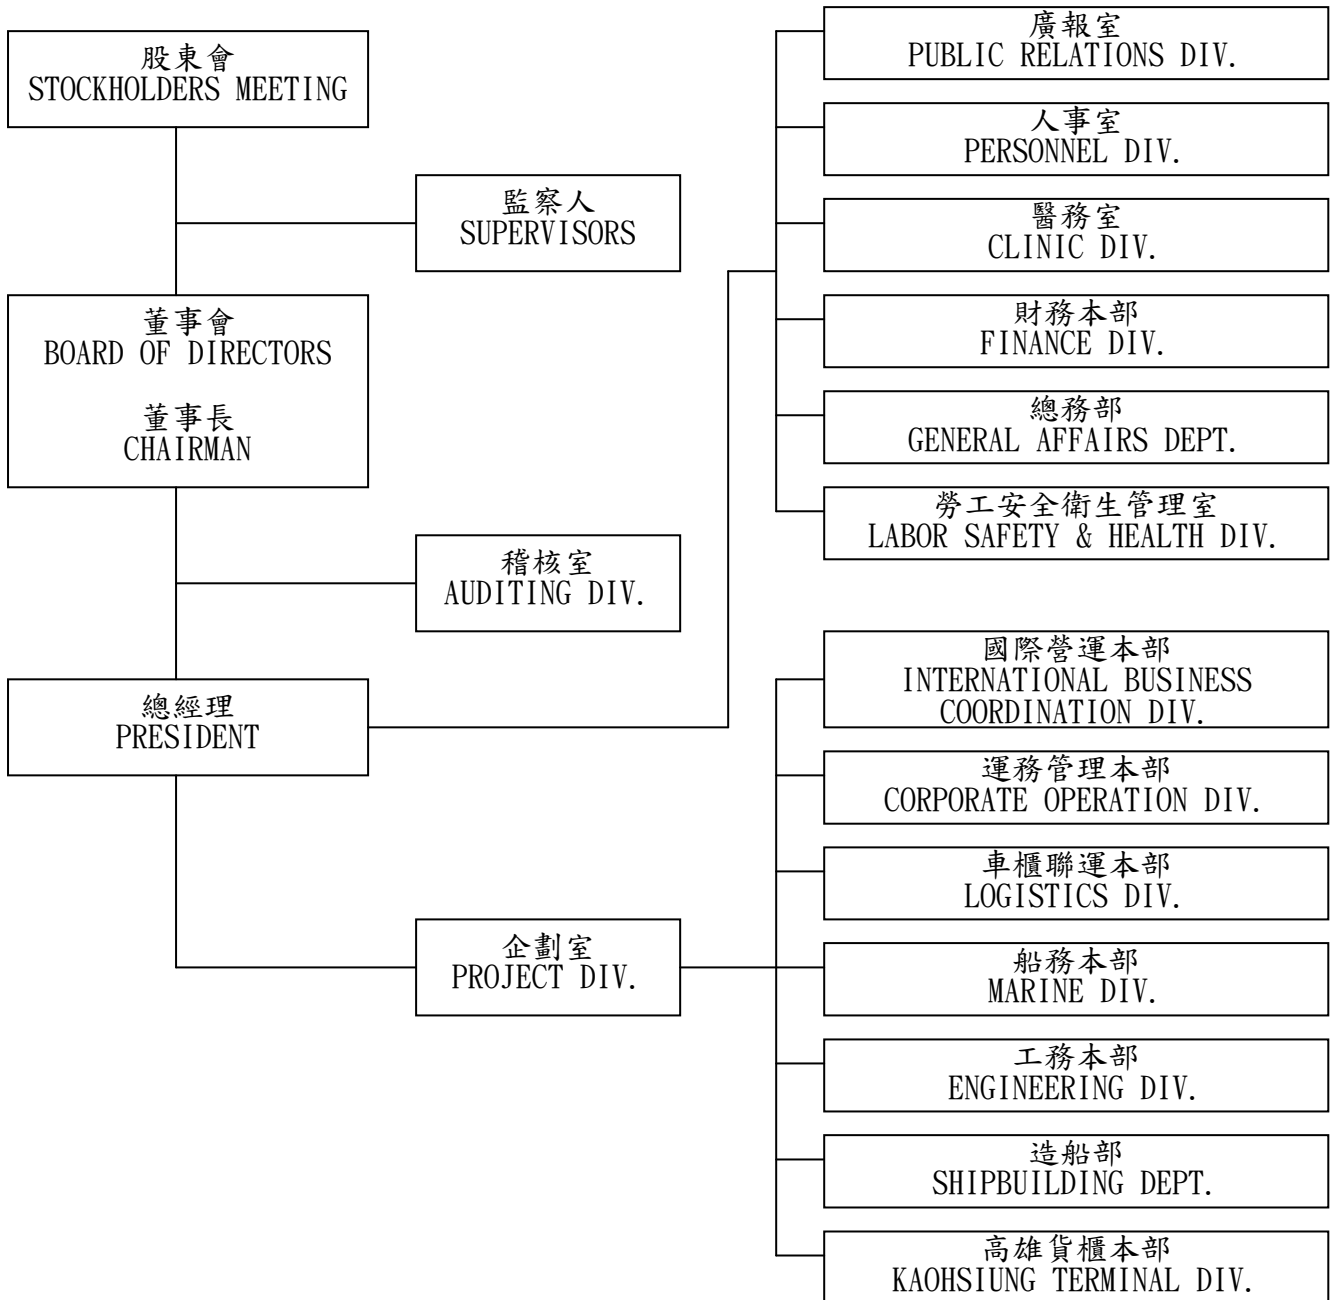 股東會
STOCKHOLDERS MEETING
監察人
SUPERVISORS
董事會
BOARD OF DIRECTORS
董事長
CHAIRMAN
稽核室
AUDITING DIV.
總經理
PRESIDENT
企劃室
PROJECT DIV.
廣報室
PUBLIC RELATIONS DIV.
人事室
PERSONNEL DIV.
醫務室
CLINIC DIV.
財務本部
FINANCE DIV.
總務部
GENERAL AFFAIRS DEPT.
勞工安全衛生管理室
LABOR SAFETY & HEALTH DIV.
國際營運本部
INTERNATIONAL BUSINESS
COORDINATION DIV.
運務管理本部
CORPORATE OPERATION DIV.
車櫃聯運本部
LOGISTICS DIV.
船務本部
MARINE DIV.
工務本部
ENGINEERING DIV.
造船部
SHIPBUILDING DEPT.
高雄貨櫃本部
KAOHSIUNG TERMINAL DIV.